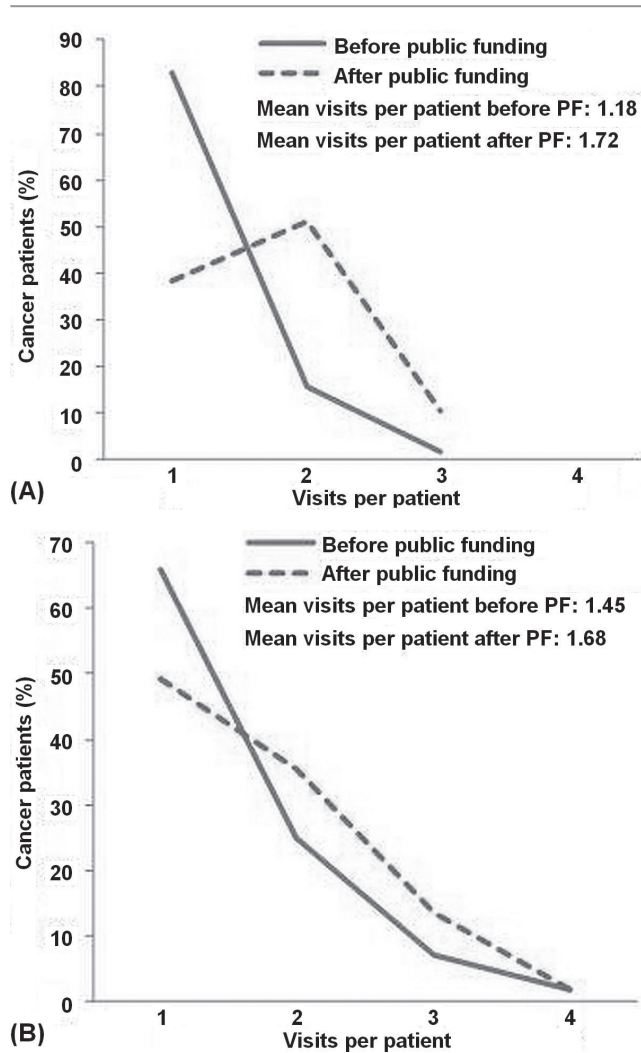 90
80
70
60
50
40
30
20
10
0
Cancer patients (%)
Before public funding
After public funding
Mean visits per patient before PF: 1.18
Mean visits per patient after PF: 1.72
1 2 3 4
Visits per patient
(A)
70
60
50
40
30
20
10
0
Cancer patients (%)
Before public funding
After public funding
Mean visits per patient before PF: 1.45
Mean visits per patient after PF: 1.68
1 2 3 4
Visits per patient
(B)